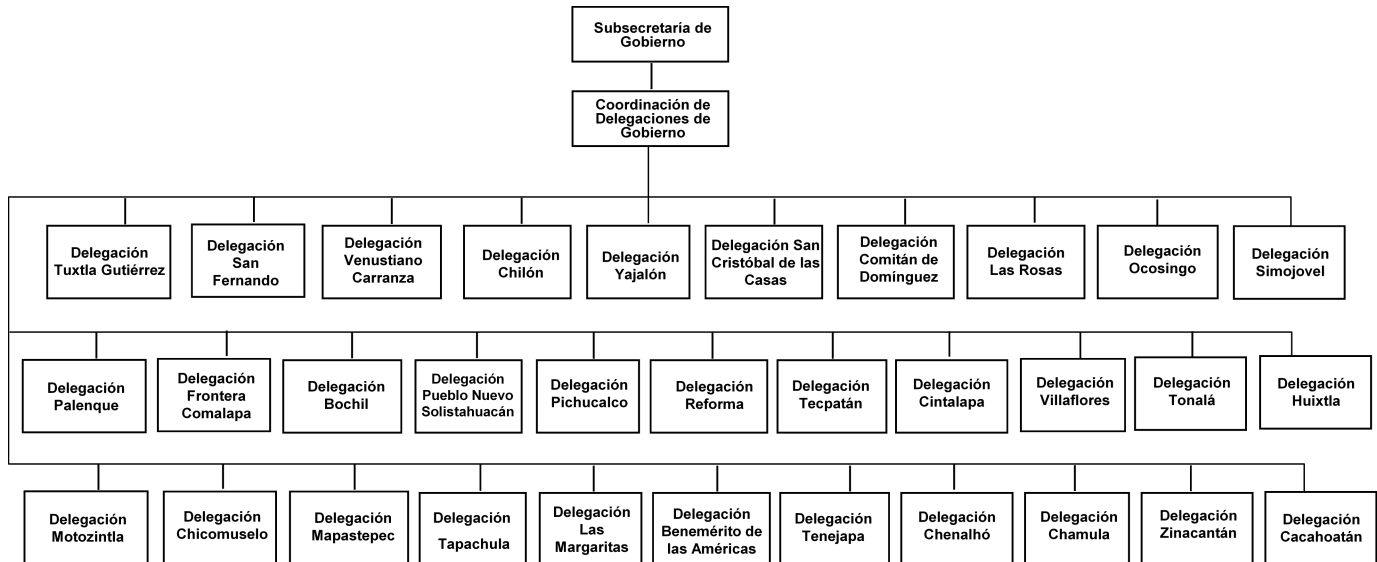 Subsecretaría de
Gobierno
Coordinación de
Delegaciones de
Gobierno
Delegación
Tuxtla Gutiérrez
Delegación
San
Fernando
Delegación
Venustiano
Carranza
Delegación
Chilón
Delegación
Yajalón
Delegación San
Cristóbal de las
Casas
Delegación
Comitán de
Domínguez
Delegación
Las Rosas
Delegación
Ocosingo
Delegación
Simojovel
Delegación
Palenque
Delegación
Frontera
Comalapa
Delegación
Bochil
Delegación
Pueblo Nuevo
Solistahuacán
Delegación
Pichucalco
Delegación
Reforma
Delegación
Tecpatán
Delegación
Cintalapa
Delegación
Villaflores
Delegación
Tonalá
Delegación
Huixtla
Delegación
Motozintla
Delegación
Chicomuselo
Delegación
Mapastepec
Delegación
Tapachula
Delegación
Las
Margaritas
Delegación
Benemérito de
las Américas
Delegación
Tenejapa
Delegación
Chenalhó
Delegación
Chamula
Delegación
Zinacantán
Delegación
Cacahoatán